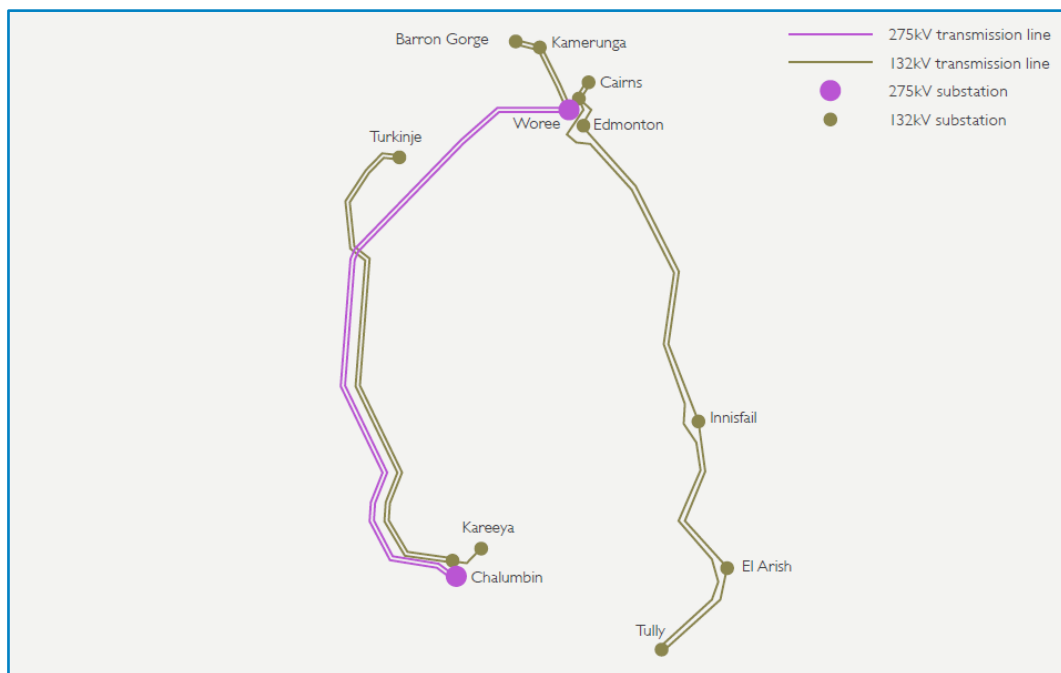 Barron Gorge
Kamerunga
275kV transmission line
132kV transmission line
Cairns
275kV substation
Woree
Edmonton
132kV substation
Turkinje
Innisfail
Kareeya
El Arish
Chalumbin
Tully